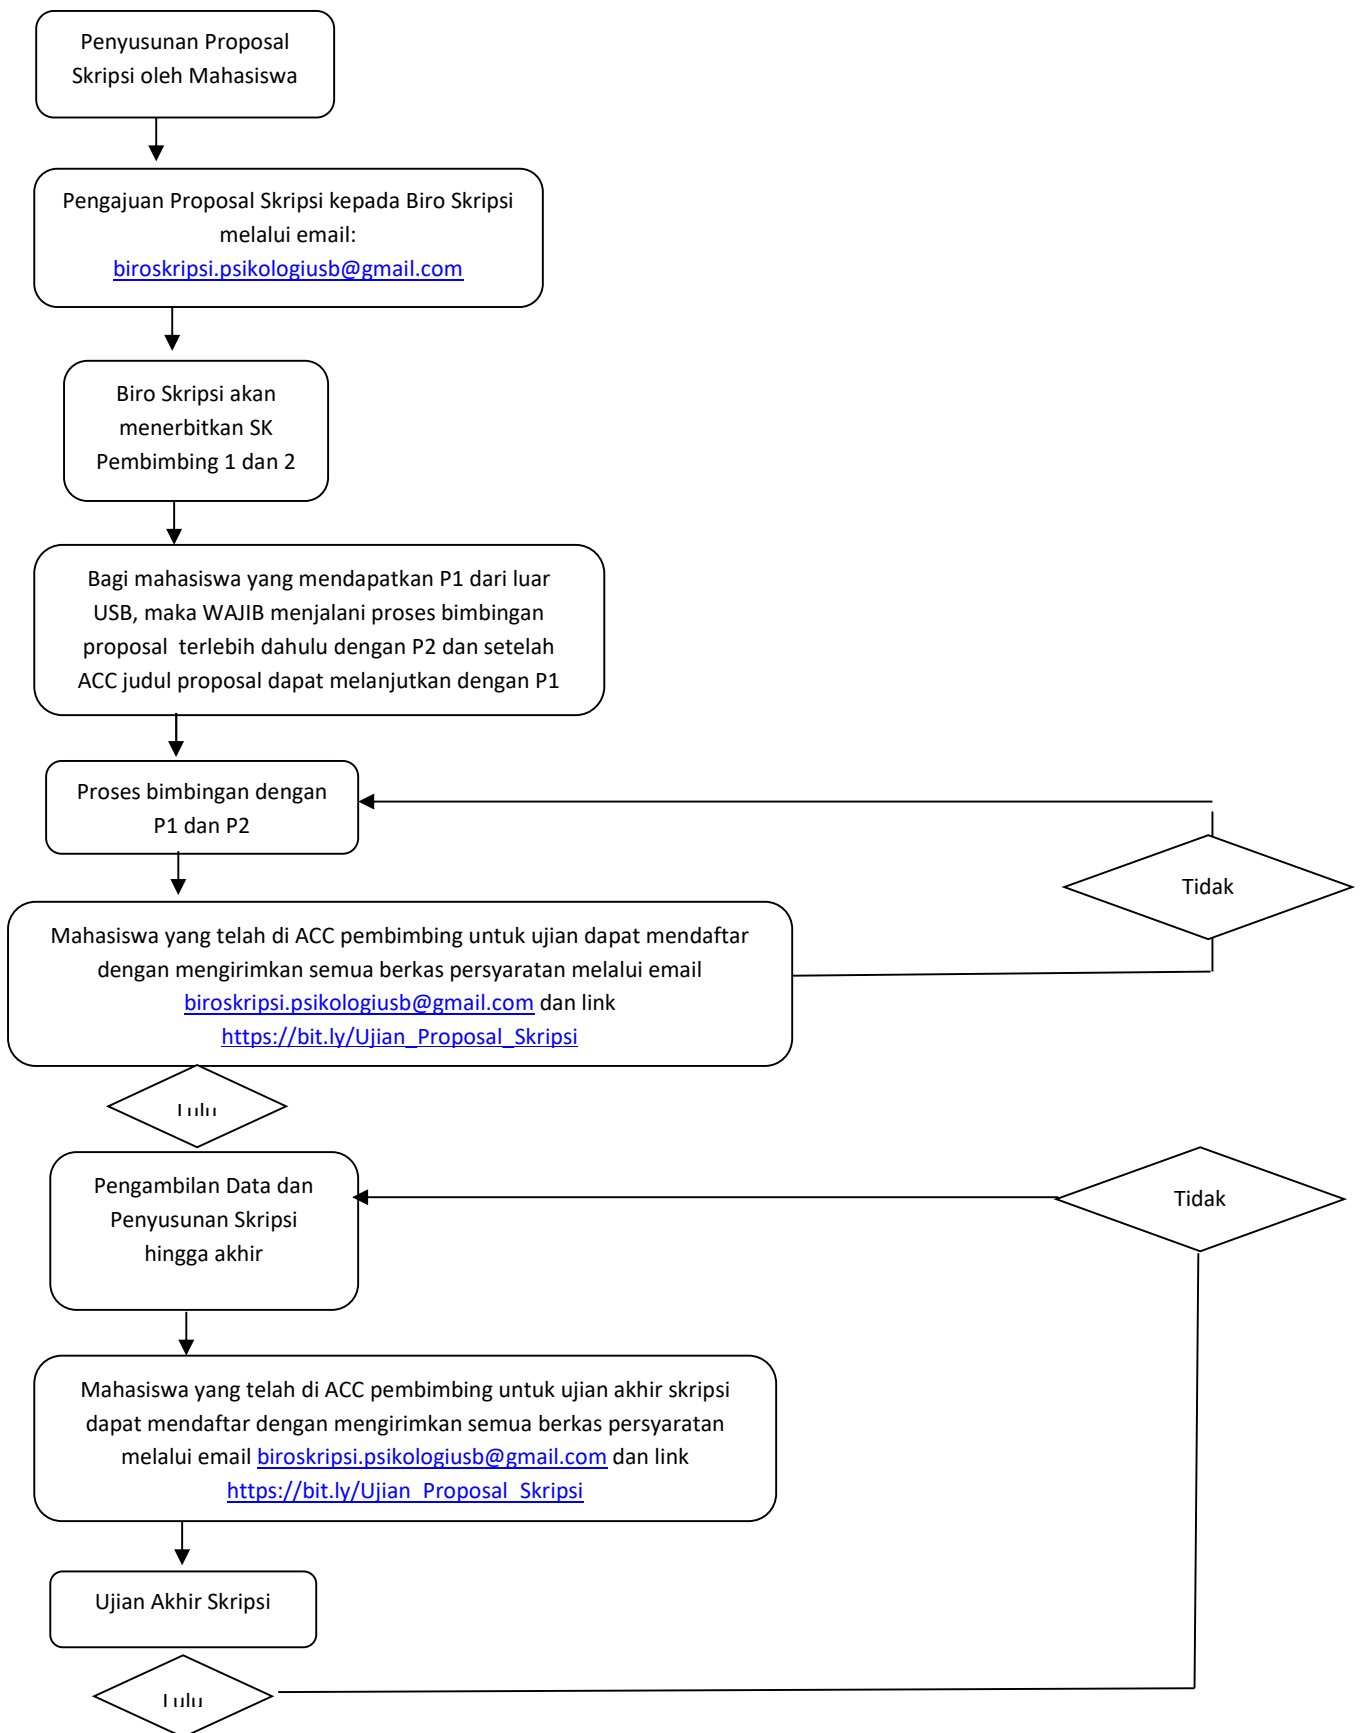 Penyusunan Proposal
Skripsi oleh Mahasiswa
Pengajuan Proposal Skripsi kepada Biro Skripsi
melalui email:
biroskripsi.psikologiusb@gmail.com
Biro Skripsi akan
menerbitkan SK
Pembimbing 1 dan 2
Bagi mahasiswa yang mendapatkan P1 dari luar
USB, maka WAJIB menjalani proses bimbingan
proposal terlebih dahulu dengan P2 dan setelah
ACC judul proposal dapat melanjutkan dengan P1
Proses bimbingan dengan
P1 dan P2
Tidak
Mahasiswa yang telah di ACC pembimbing untuk ujian dapat mendaftar
dengan mengirimkan semua berkas persyaratan melalui email
biroskripsi.psikologiusb@gmail.com dan link
https://bit.ly/Ujian_Proposal_Skripsi
Lulu
Pengambilan Data dan
Penyusunan Skripsi
hingga akhir
Tidak
Mahasiswa yang telah di ACC pembimbing untuk ujian akhir skripsi
dapat mendaftar dengan mengirimkan semua berkas persyaratan
melalui email biroskripsi.psikologiusb@gmail.com dan link
https://bit.ly/Ujian_Proposal_Skripsi
Ujian Akhir Skripsi
Lulu